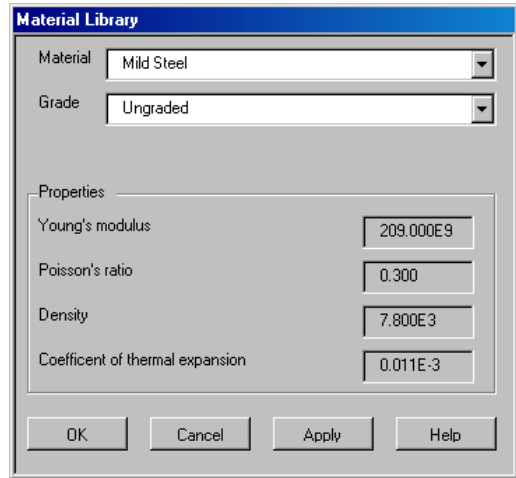 Material Library
Material Mild Steel
Grade Ungraded
Properties
Young's modulus 209.000E9
Poisson's ratio 0.300
Density 7.800E3
Coefficent of thermal expansion 0.011E-3
OK Cancel Apply Help